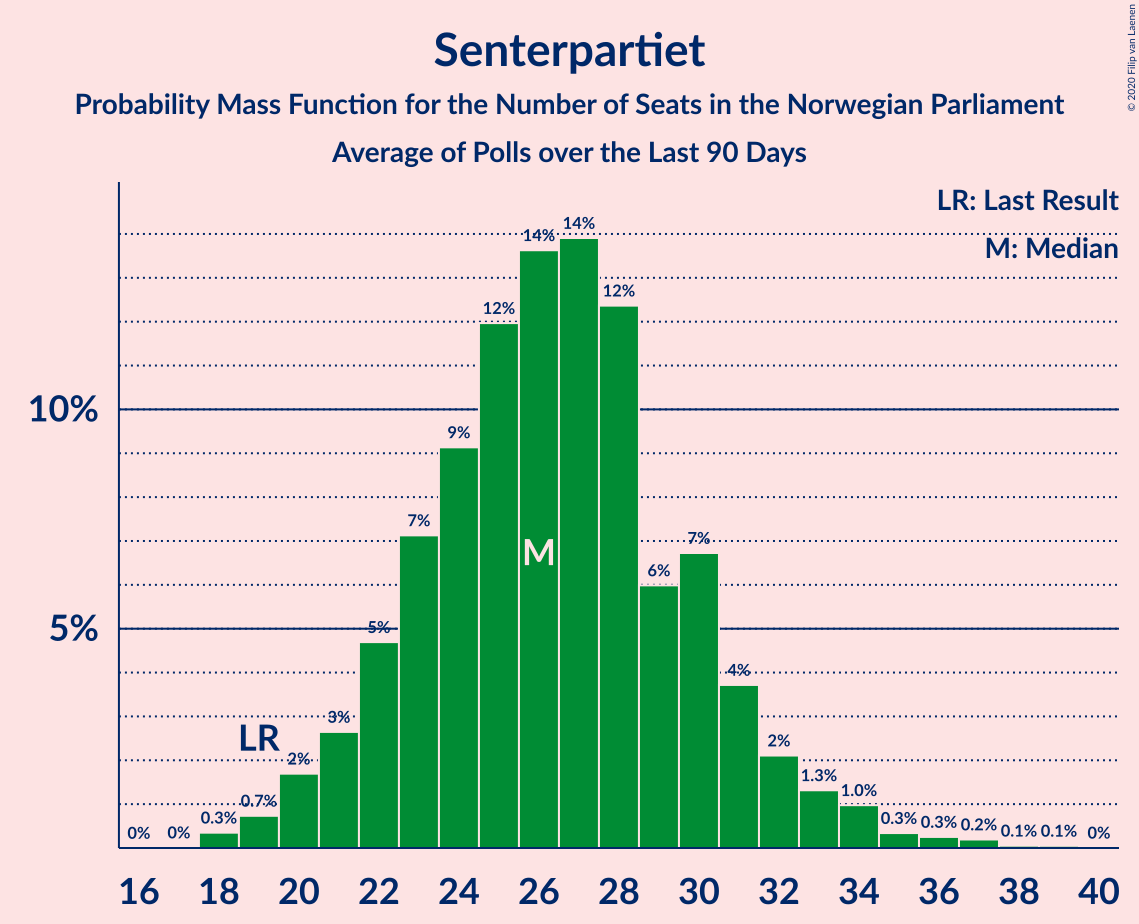 Senterpartiet
Probability Mass Function for the Number of Seats in the Norwegian Parliament
Average of Polls over the Last 90 Days
© 2020 Filip van Laenen
LR: Last Result
M: Median
10%
5%
0% 0% 0.3% 0.7% 2% 3% 5% 7% 9% 12% 14% 14% 12% 6% 7% 4% 2% 1.3% 1.0% 0.3% 0.3% 0.2% 0.1% 0.1% 0%
LR
M
16 18 20 22 24 26 28 30 32 34 36 38 40